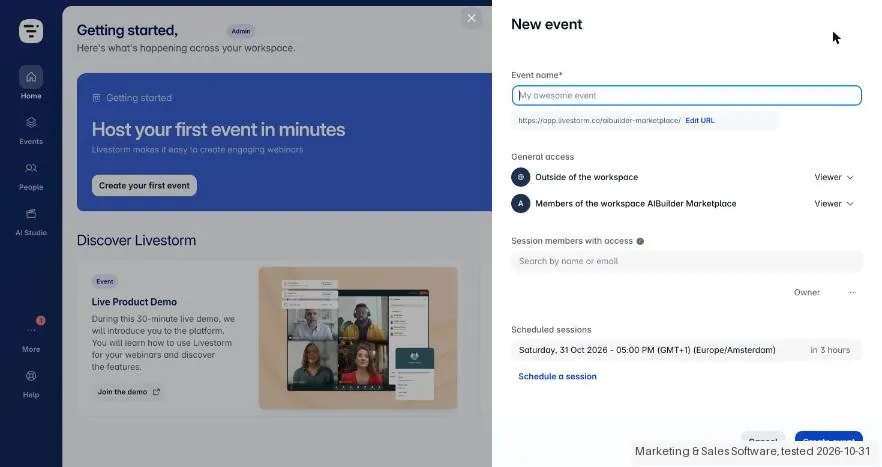 Getting started,
Admin
Here's what's happening across your workspace.
Home
Events
People
AI Studio
1
More
Help
Getting started
Host your first event in minutes
Livestorm makes it easy to create engaging webinars
Create your first event
Discover Livestorm
Event
Live Product Demo
During this 30-minute live demo, we
will introduce you to the platform.
You will learn how to use Livestorm
for your webinars and discover
the features.
Join the demo
New event
Event name*
My awesome event
https://app.livestorm.co/aibuilder-marketplace/ Edit URL
General access
Outside of the workspace Viewer
A Members of the workspace AIBuilder Marketplace Viewer
Session members with access
Search by name or email
Owner ...
Scheduled sessions
Saturday, 31 Oct 2026 - 05:00 PM (GMT+1) (Europe/Amsterdam) in 3 hours
Schedule a session
Cancel Create event
Marketing & Sales Software, tested 2026-10-31